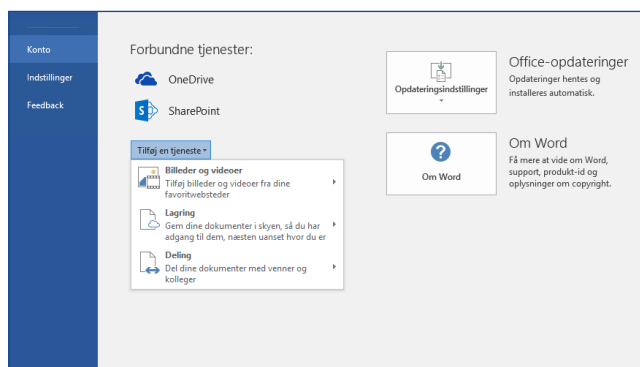 Konto
Indstillinger
Feedback
Forbundne tjenester:
OneDrive
SharePoint
Tilføj en tjeneste
Billeder og videoer
Tilføj billeder og videoer fra dine
favoritwebsteder
Lagring
Gem dine dokumenter i skyen, så du har
adgang til dem, næsten uanset hvor du er
Deling
Del dine dokumenter med venner og
kolleger
Opdateringsindstillinger
Office-opdateringer
Opdateringer hentes og
installeres automatisk.
Om Word
Om Word
Få mere at vide om Word,
support, produkt-id og
oplysninger om copyright.